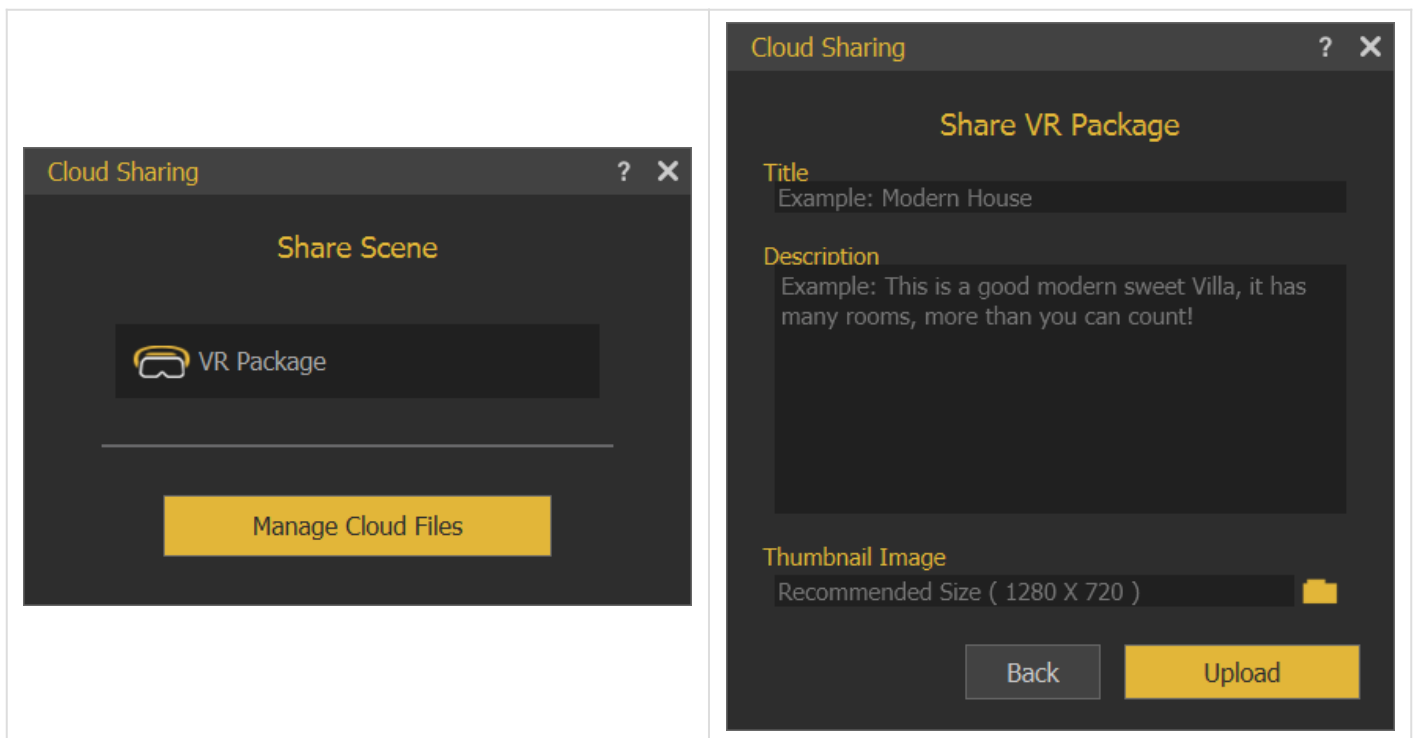 Cloud Sharing ?
Share Scene
VR Package
Manage Cloud Files
Cloud Sharing ?
Share VR Package
Title
Example: Modern House
Description
Example: This is a good modern sweet Villa, it has
many rooms, more than you can count!
Thumbnail Image
Recommended Size ( 1280 X 720 )
Back Upload